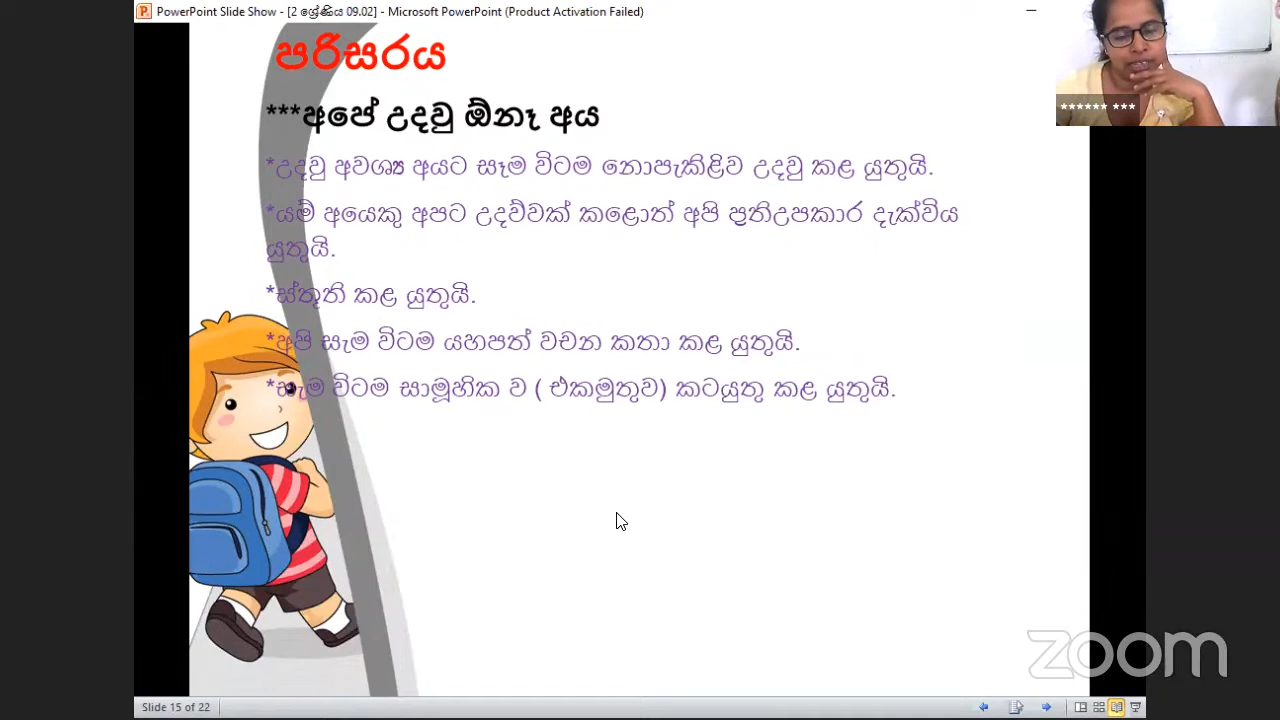 PowerPoint Slide Show - [2 ශ්‍රේණිය 09.02] - Microsoft PowerPoint (Product Activation Failed)
පරිසරය
****** ***
***අපේ උදවු ඕනෑ අය
*උදවු අවශ්‍ය අයට සෑම විටම නොපැකිළිව උදවු කළ යුතුයි.
*යම් අයෙකු අපට උදව්වක් කළොත් අපි ප්‍රතිඋපකාර දැක්විය
යුතුයි.
*ස්තූති කළ යුතුයි.
*අපි සැම විටම යහපත් වචන කතා කළ යුතුයි.
*සැම විටම සාමූහික ව ( එකමුතුව) කටයුතු කළ යුතුයි.
zoom
Slide 15 of 22